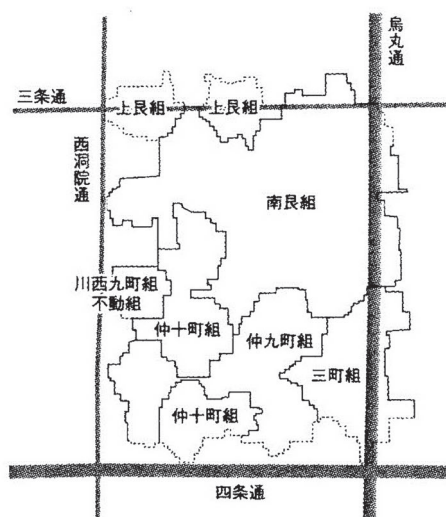 烏丸通
三条通
上艮組
上艮組
西洞院通
南艮組
川西九町組
不動組
仲十町組
仲九町組
三町組
仲十町組
四条通